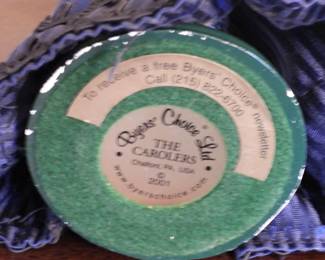 To receive a free Byers' Choice® newsletter
Call (215) 822-6700
Byers' Choice Ltd
THE
CAROLERS
Chalfont, PA, USA
©
2001
www.byerschoice.com